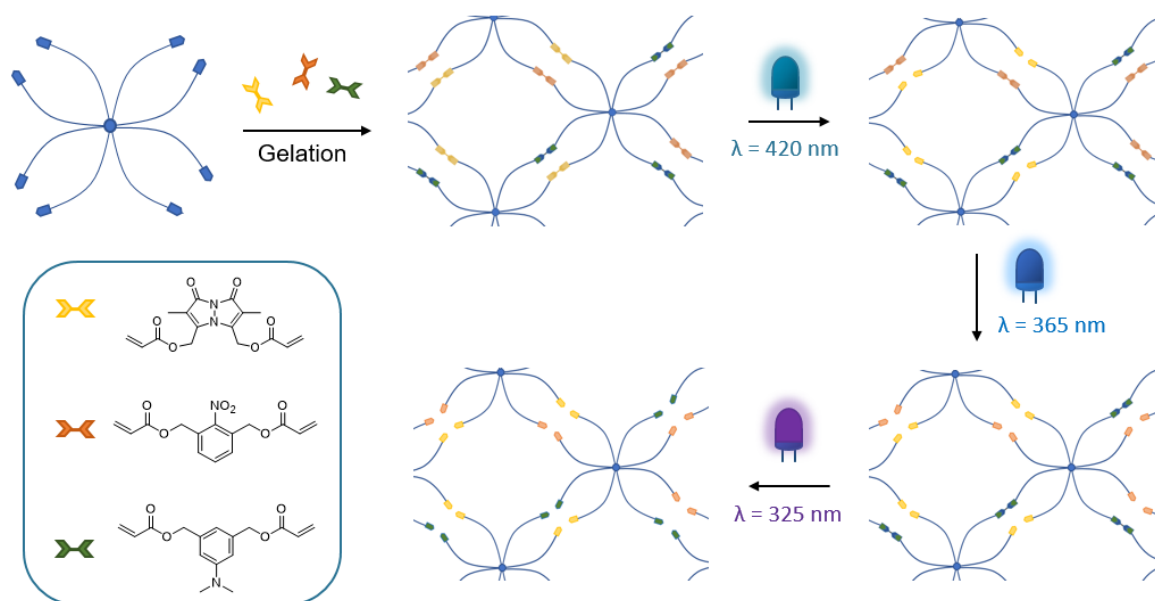 Gelation
λ = 420 nm
λ = 365 nm
λ = 325 nm
O
O
N
N
O
O
O
O
O
NO₂
O
O
O
O
O
O
O
N